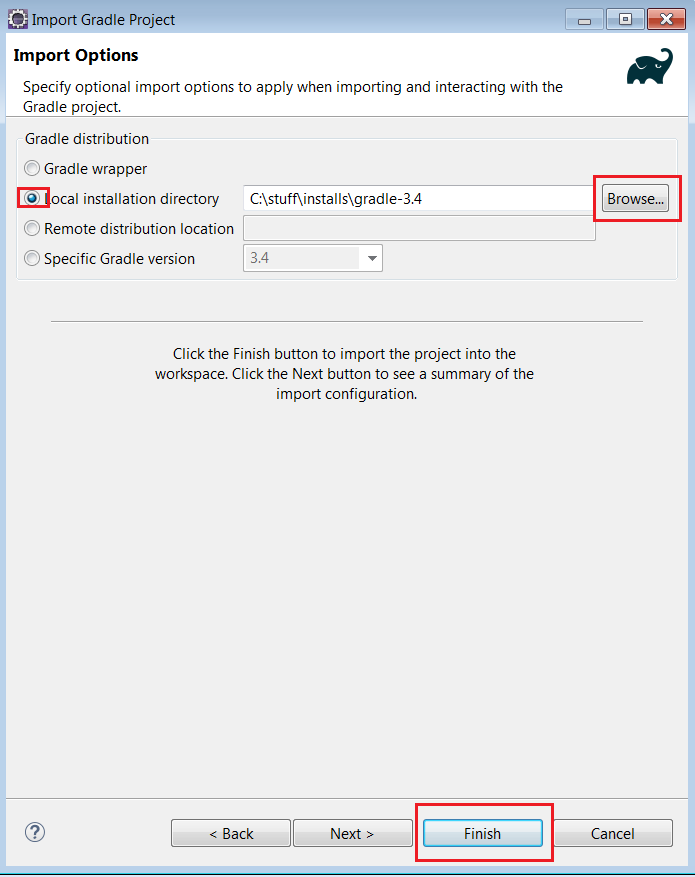 Import Gradle Project
Import Options
Specify optional import options to apply when importing and interacting with the
Gradle project.
Gradle distribution
Gradle wrapper
Local installation directory
C:\stuff\installs\gradle-3.4
Browse...
Remote distribution location
Specific Gradle version
3.4
Click the Finish button to import the project into the
workspace. Click the Next button to see a summary of the
import configuration.
?
< Back
Next >
Finish
Cancel